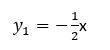 y₁ = −½x